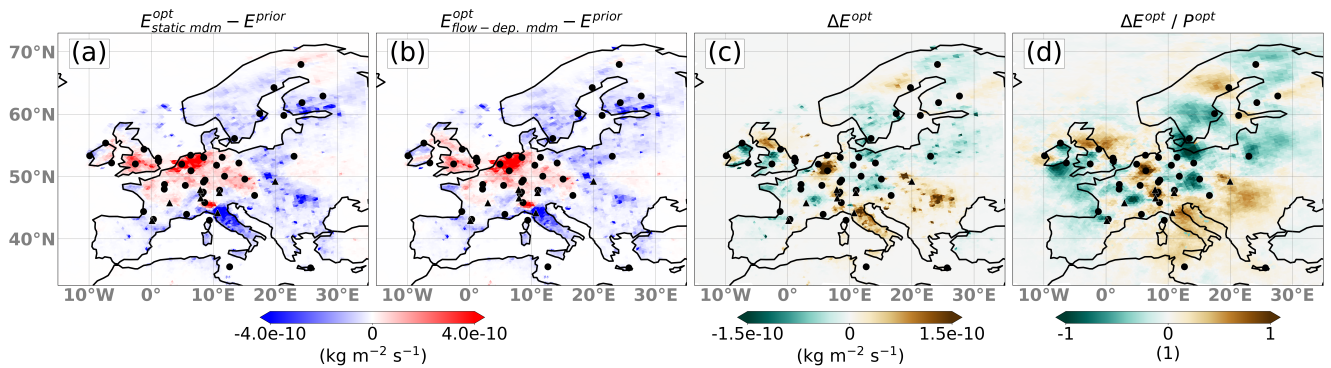 E^opt_static mdm − E^prior
E^opt_flow−dep. mdm − E^prior
ΔE^opt
ΔE^opt / P^opt
(a)
(b)
(c)
(d)
70°N
60°N
50°N
40°N
10°W 0° 10°E 20°E 30°E
10°W 0° 10°E 20°E 30°E
10°W 0° 10°E 20°E 30°E
10°W 0° 10°E 20°E 30°E
-4.0e-10 0 4.0e-10
(kg m⁻² s⁻¹)
-1.5e-10 0 1.5e-10
(kg m⁻² s⁻¹)
-1 0 1
(1)